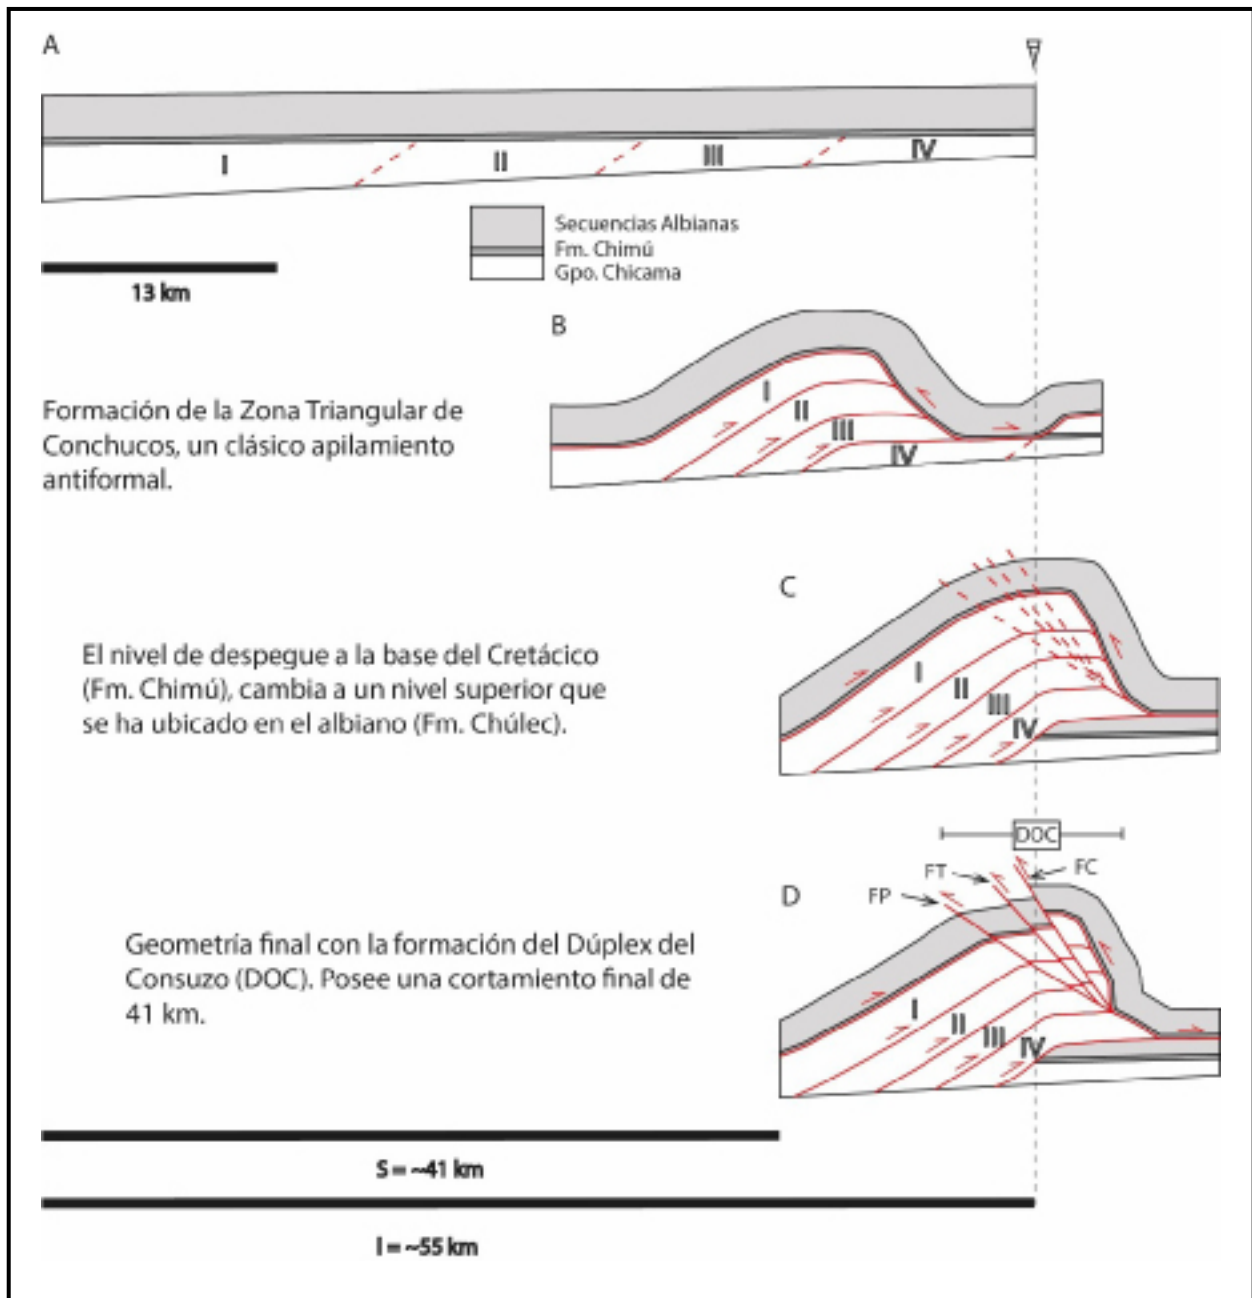 A
I
II
III
IV
Secuencias Albianas
Fm. Chimú
Gpo. Chicama
13 km
B
I
II
III
IV
Formación de la Zona Triangular de
Conchucos, un clásico apilamiento
antiformal.
C
I
II
III
IV
El nivel de despegue a la base del Cretácico
(Fm. Chimú), cambia a un nivel superior que
se ha ubicado en el albiano (Fm. Chúlec).
DOC
FC
FT
FP
D
I
II
III
IV
Geometría final con la formación del Dúplex del
Consuzo (DOC). Posee una cortamiento final de
41 km.
S = ~41 km
l = ~55 km